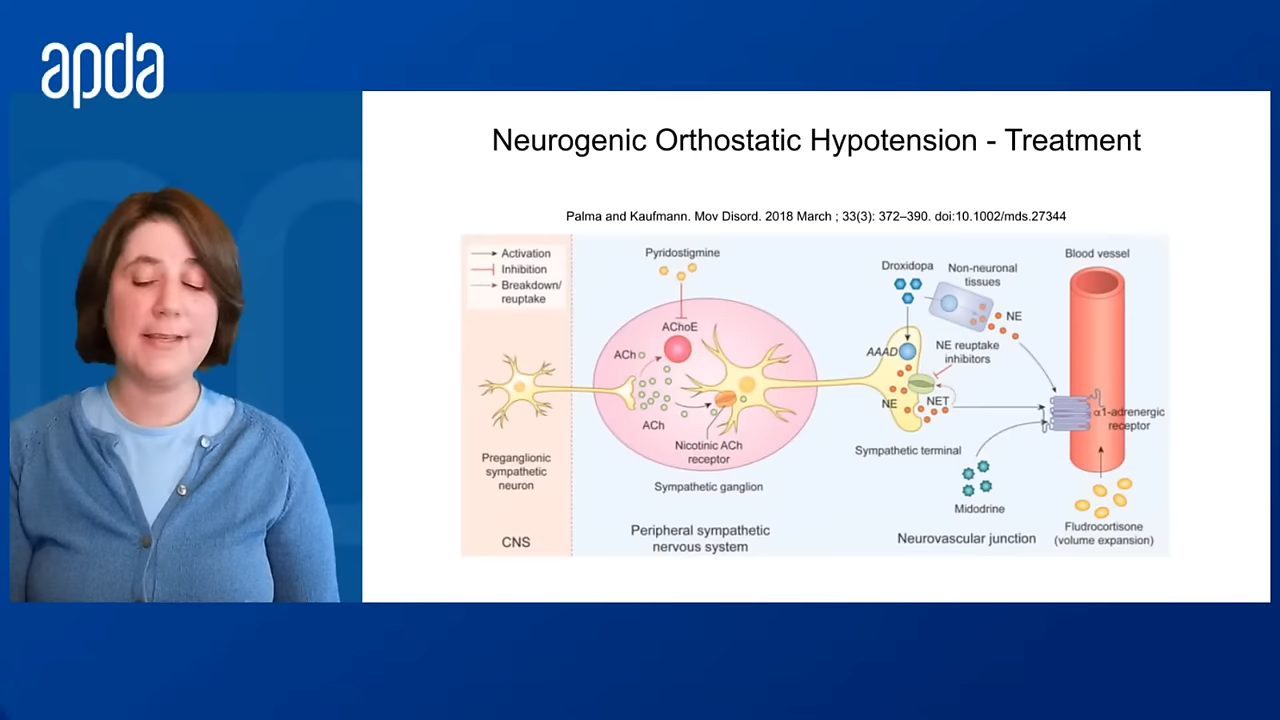 apda
Neurogenic Orthostatic Hypotension - Treatment
Palma and Kaufmann. Mov Disord. 2018 March ; 33(3): 372–390. doi:10.1002/mds.27344
Activation
Inhibition
Breakdown/
reuptake
Preganglionic
sympathetic
neuron
CNS
Pyridostigmine
AChoE
ACh
ACh
Nicotinic ACh
receptor
Sympathetic ganglion
Peripheral sympathetic
nervous system
Droxidopa
Non-neuronal
tissues
NE
AAAD
NE reuptake
inhibitors
NE
NET
Sympathetic terminal
Midodrine
Neurovascular junction
Blood vessel
α1-adrenergic
receptor
Fludrocortisone
(volume expansion)